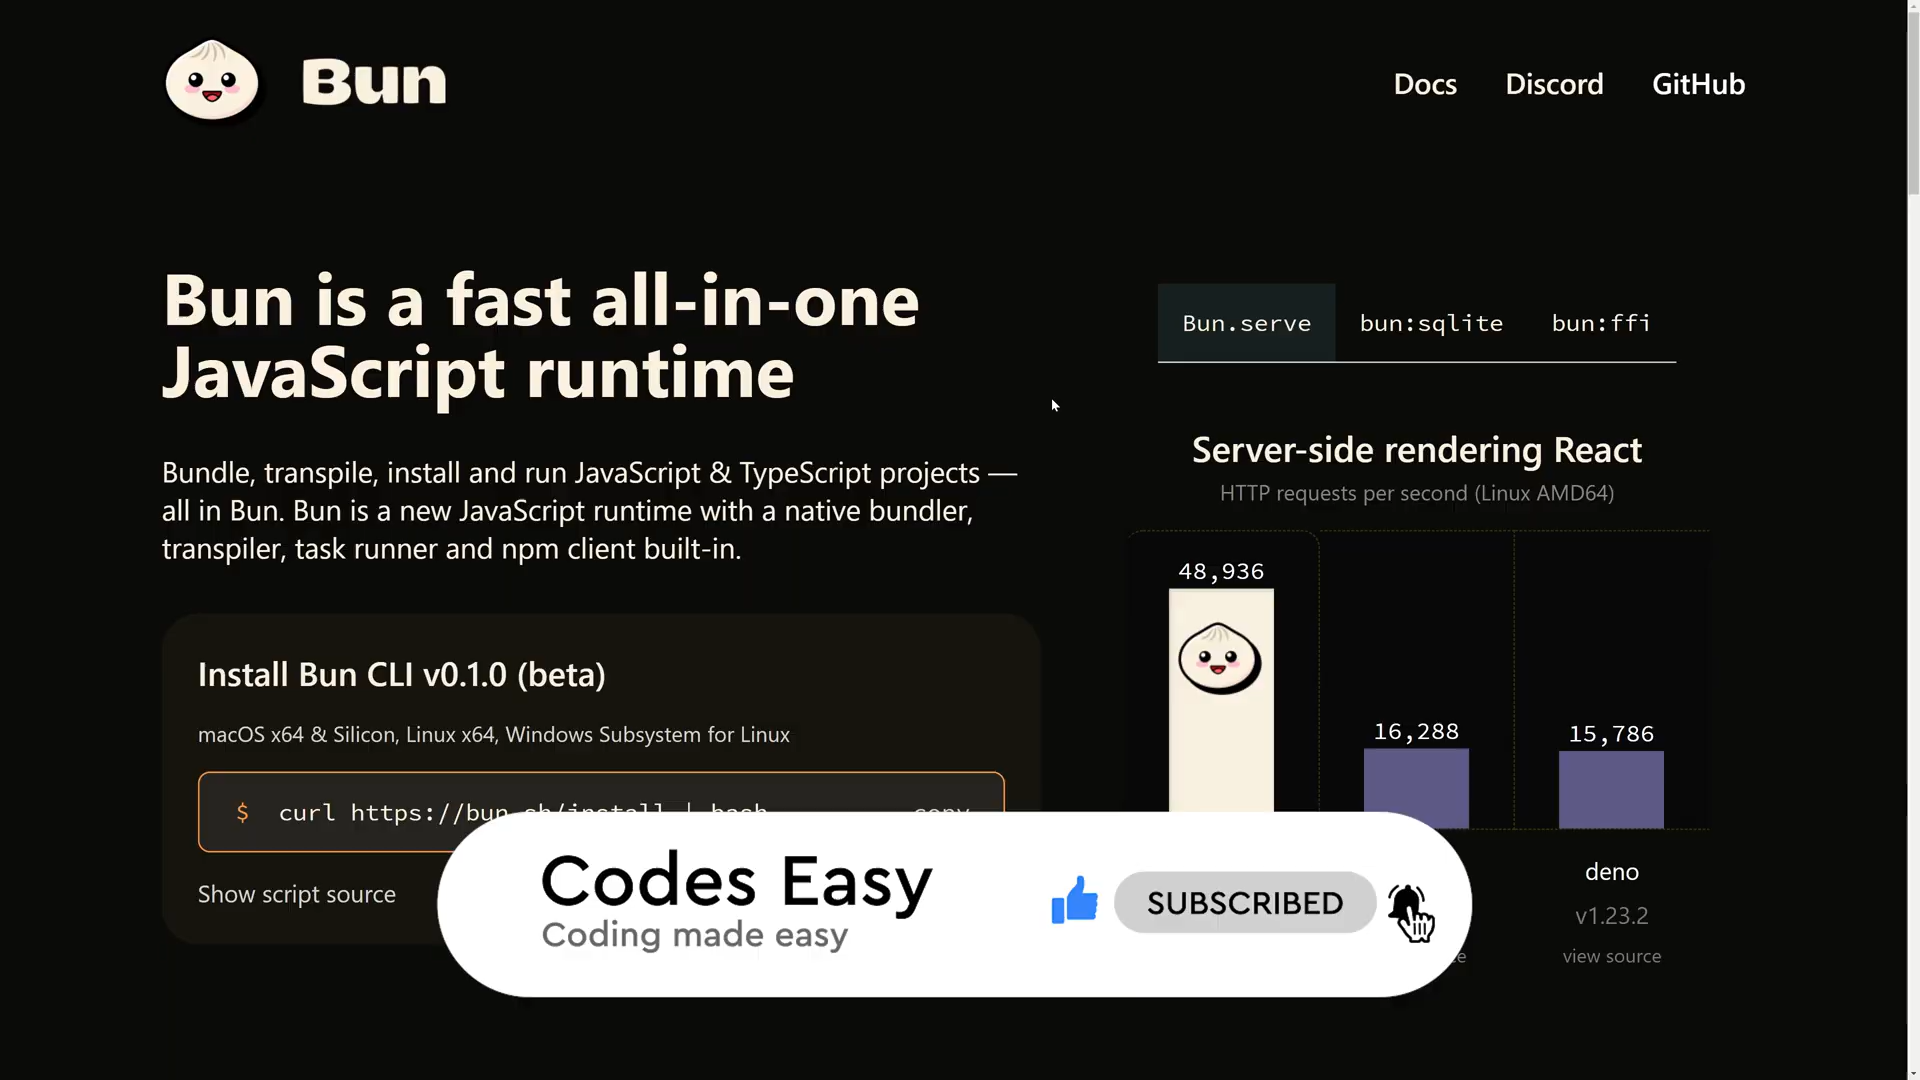 Bun
Docs Discord GitHub
Bun is a fast all-in-one
JavaScript runtime
Bundle, transpile, install and run JavaScript & TypeScript projects —
all in Bun. Bun is a new JavaScript runtime with a native bundler,
transpiler, task runner and npm client built-in.
Install Bun CLI v0.1.0 (beta)
macOS x64 & Silicon, Linux x64, Windows Subsystem for Linux
$ curl https://bun.sh/install | bash copy
Show script source
Bun.serve bun:sqlite bun:ffi
Server-side rendering React
HTTP requests per second (Linux AMD64)
48,936
16,288
15,786
deno
v1.23.2
view source
Codes Easy
Coding made easy
SUBSCRIBED